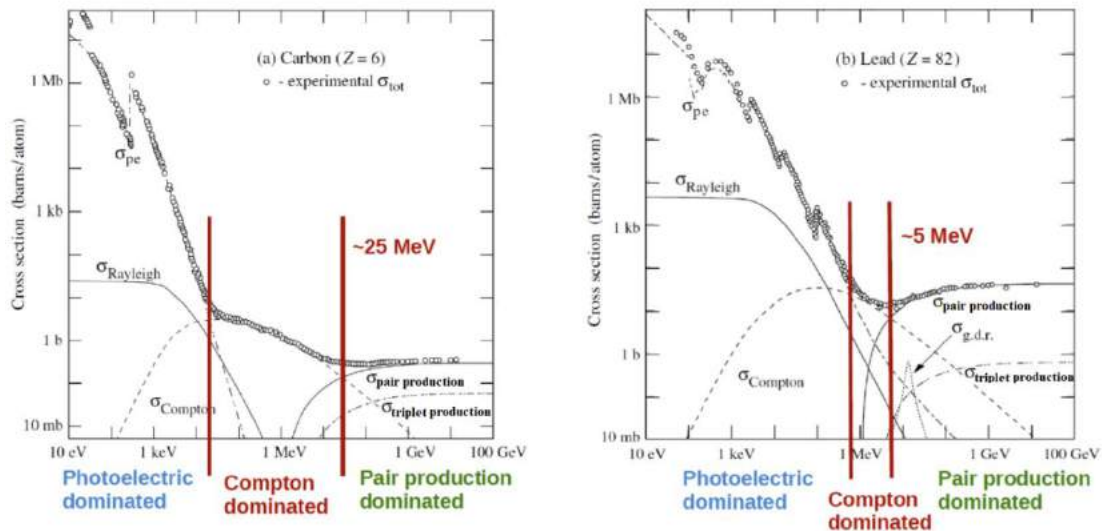 (a) Carbon (Z = 6)
○ - experimental σtot
1 Mb
σpe
1 kb
σRayleigh
~25 MeV
1 b
σCompton
σpair production
σtriplet production
10 mb
Cross section (barns/atom)
10 eV 1 keV 1 MeV 1 GeV 100 GeV
Photoelectric
dominated
Compton
dominated
Pair production
dominated
(b) Lead (Z = 82)
○ - experimental σtot
1 Mb
σpe
σRayleigh
1 kb
~5 MeV
σpair production
σg.d.r.
1 b
σCompton
σtriplet production
10 mb
Cross section (barns/atom)
10 eV 1 keV 1 MeV 1 GeV 100 GeV
Photoelectric
dominated
Compton
dominated
Pair production
dominated